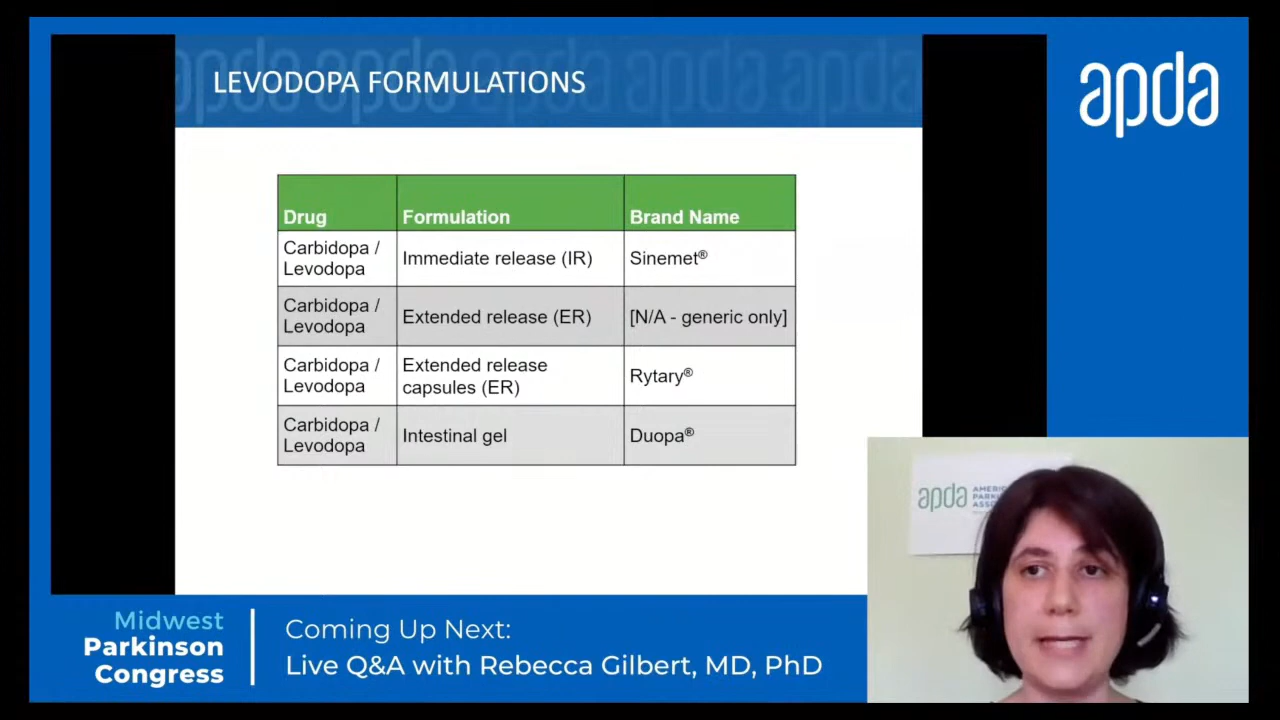 LEVODOPA FORMULATIONS
apda
Drug Formulation Brand Name
Carbidopa /
Levodopa
Immediate release (IR)
Sinemet®
Carbidopa /
Levodopa
Extended release (ER)
[N/A - generic only]
Carbidopa /
Levodopa
Extended release
capsules (ER)
Rytary®
Carbidopa /
Levodopa
Intestinal gel
Duopa®
apda
Midwest
Parkinson
Congress
Coming Up Next:
Live Q&A with Rebecca Gilbert, MD, PhD